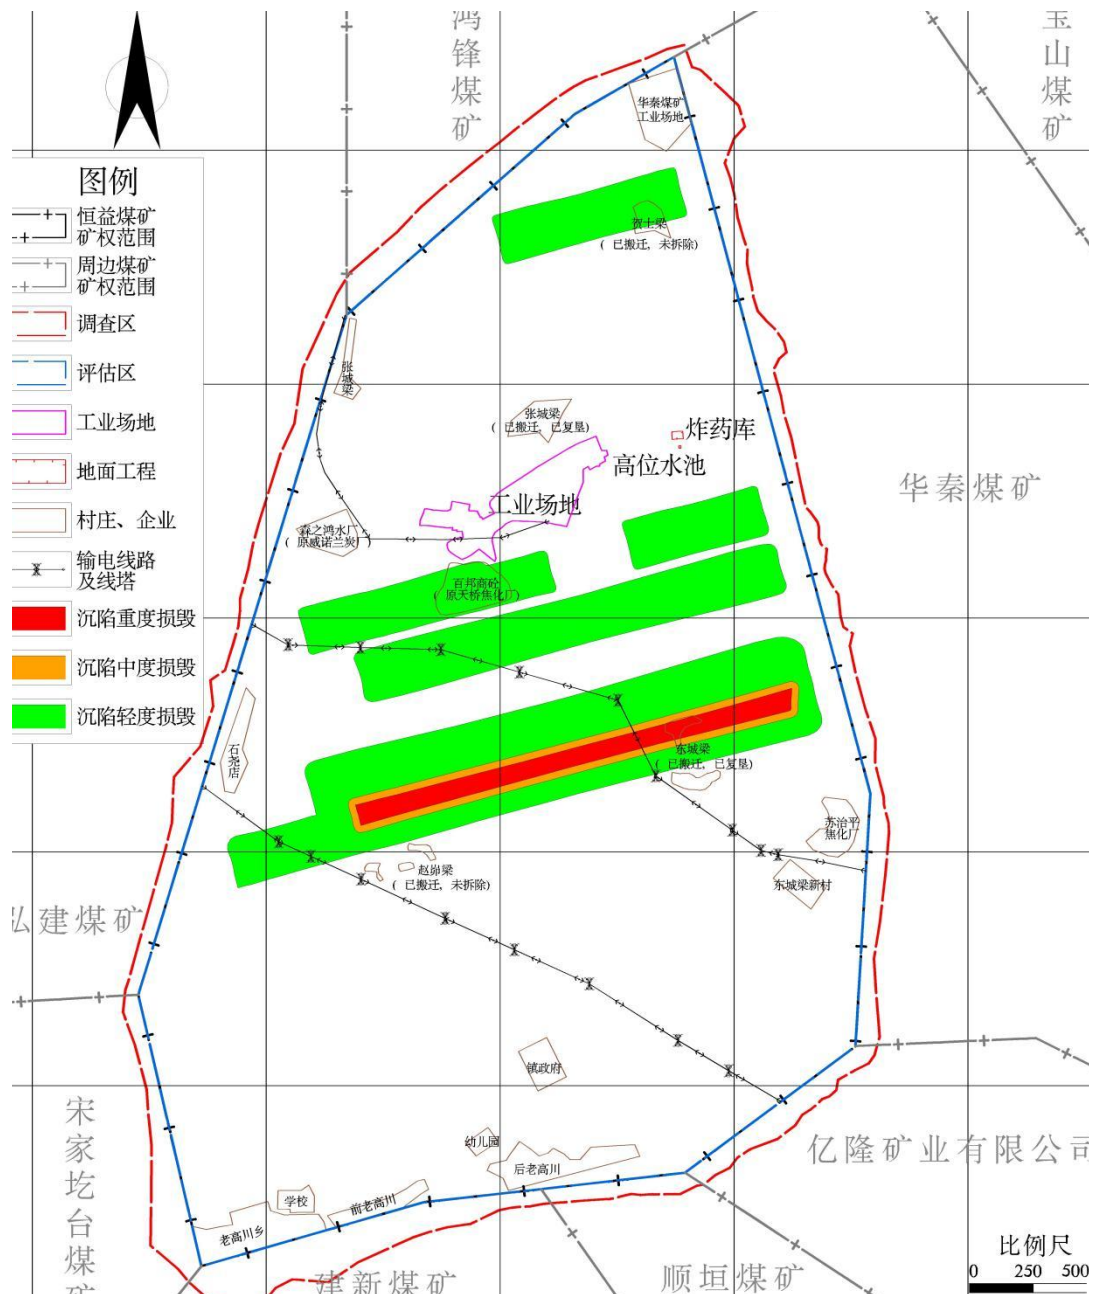 鸿锋煤矿
宝山煤矿
华秦煤矿
工业场地
图例
恒益煤矿
矿权范围
周边煤矿
矿权范围
调查区
评估区
工业场地
地面工程
村庄、企业
输电线路
及线塔
沉陷重度损毁
沉陷中度损毁
沉陷轻度损毁
贺士梁
( 已搬迁, 未拆除)
张城梁
张城梁
( 已搬迁, 已复垦)
炸药库
高位水池
工业场地
华秦煤矿
森之鸿水厂
( 原威诺兰炭)
百邦商砼
( 原天桥焦化厂)
石尧店
东城梁
( 已搬迁, 已复垦)
苏治平
焦化厂
赵峁梁
( 已搬迁, 未拆除)
东城梁新村
弘建煤矿
镇政府
宋家圪台煤矿
幼儿园
后老高川
亿隆矿业有限公司
学校
前老高川
老高川乡
建新煤矿
顺垣煤矿
比例尺
0 250 500